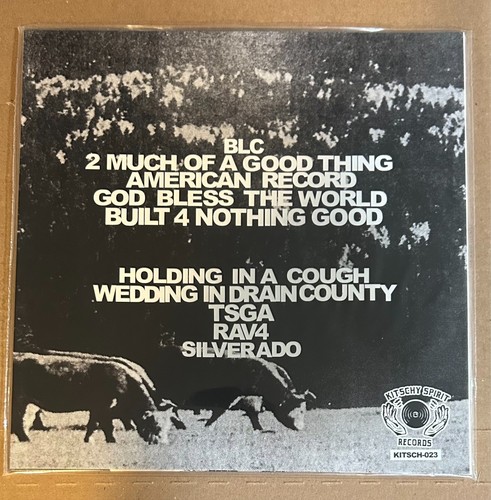 BLC
2 MUCH OF A GOOD THING
AMERICAN RECORD
GOD BLESS THE WORLD
BUILT 4 NOTHING GOOD
HOLDING IN A COUGH
WEDDING IN DRAIN COUNTY
TSGA
RAV4
SILVERADO
KITSCHY SPIRIT
RECORDS
KITSCH-023